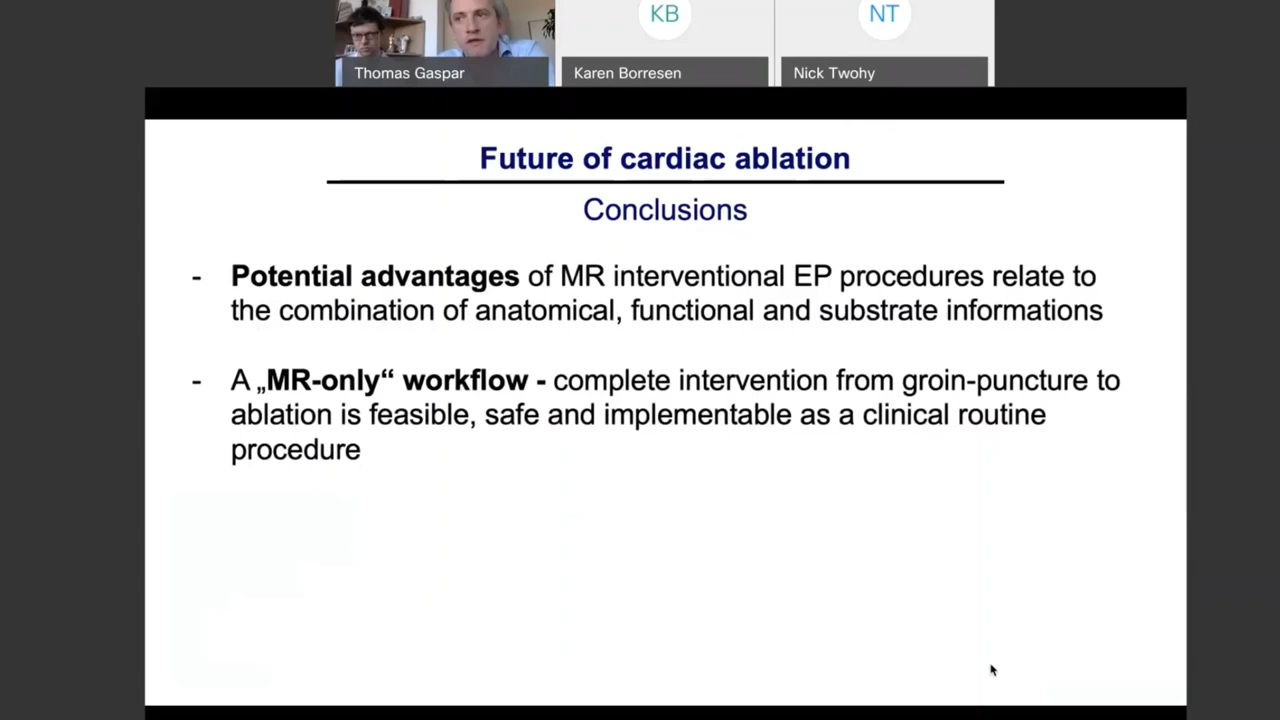 KB
NT
Thomas Gaspar
Karen Borresen
Nick Twohy
Future of cardiac ablation
Conclusions
- Potential advantages of MR interventional EP procedures relate to
the combination of anatomical, functional and substrate informations
- A „MR-only“ workflow - complete intervention from groin-puncture to
ablation is feasible, safe and implementable as a clinical routine
procedure